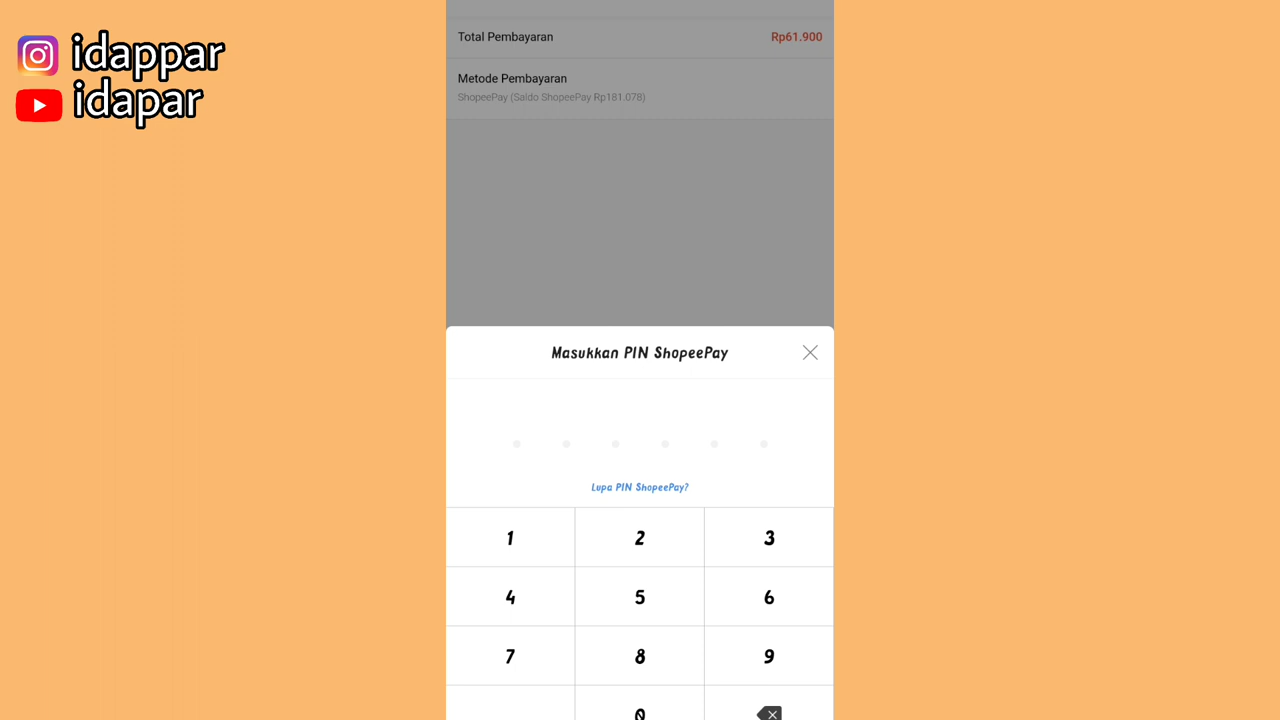 idappar
idapar
Total Pembayaran Rp61.900
Metode Pembayaran
ShopeePay (Saldo ShopeePay Rp181.078)
Masukkan PIN ShopeePay
Lupa PIN ShopeePay?
1 2 3
4 5 6
7 8 9
0